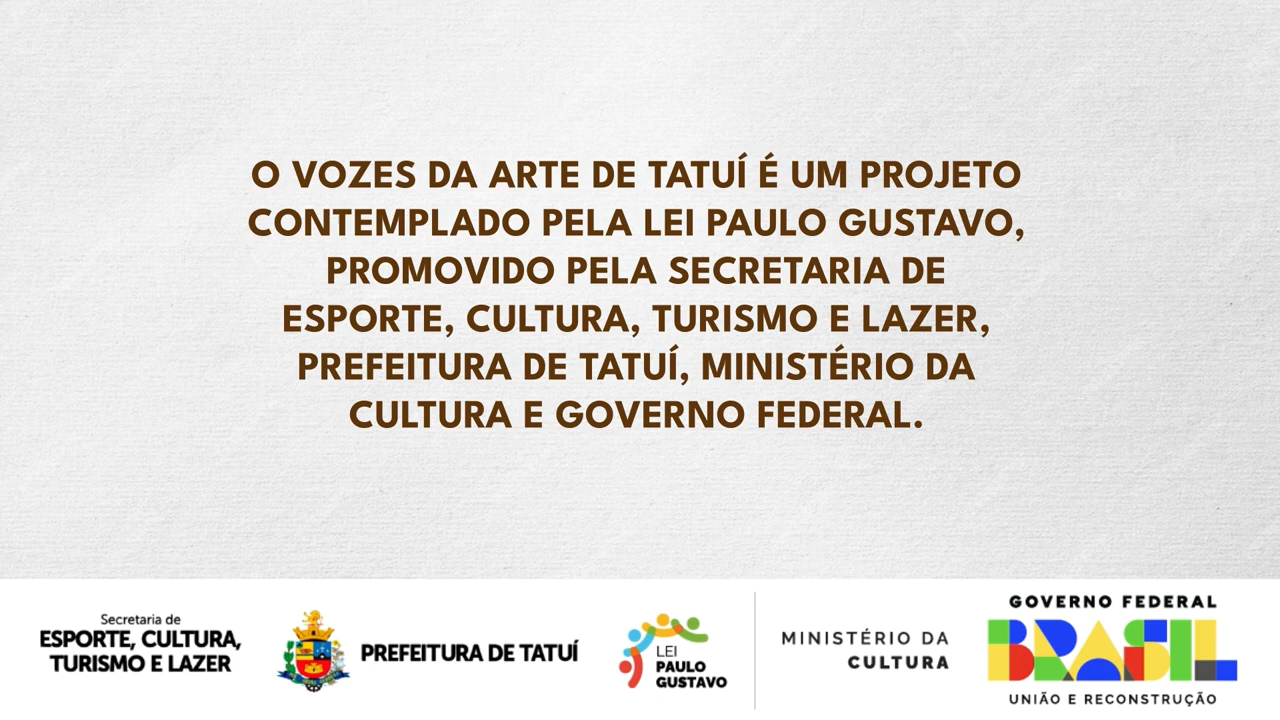 O VOZES DA ARTE DE TATUÍ É UM PROJETO
CONTEMPLADO PELA LEI PAULO GUSTAVO,
PROMOVIDO PELA SECRETARIA DE
ESPORTE, CULTURA, TURISMO E LAZER,
PREFEITURA DE TATUÍ, MINISTÉRIO DA
CULTURA E GOVERNO FEDERAL.
Secretaria de
ESPORTE, CULTURA,
TURISMO E LAZER
PREFEITURA DE TATUÍ
LEI
PAULO
GUSTAVO
MINISTÉRIO DA
CULTURA
GOVERNO FEDERAL
BRASIL
UNIÃO E RECONSTRUÇÃO